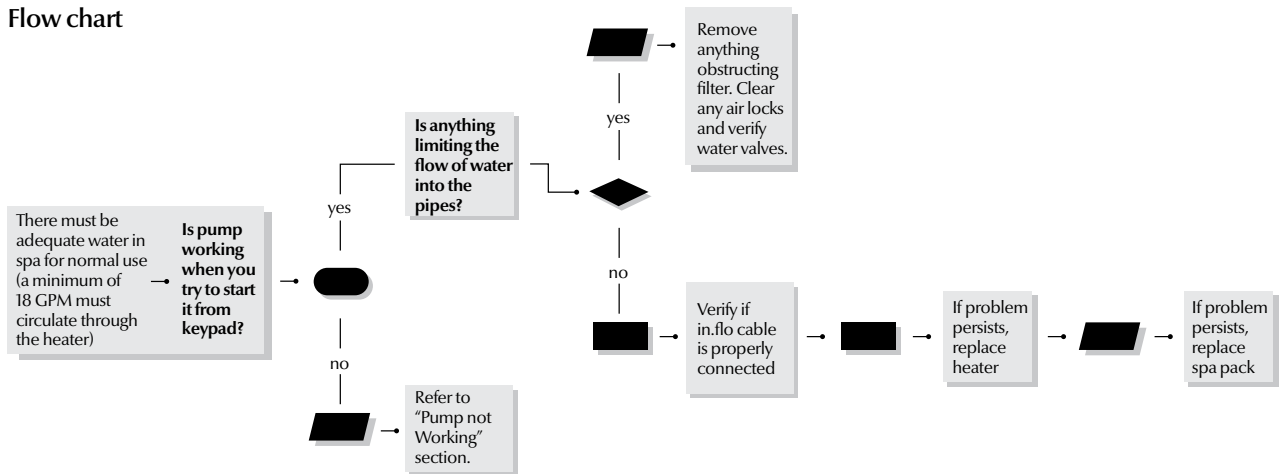 Flow chart
There must be
adequate water in
spa for normal use
(a minimum of
18 GPM must
circulate through
the heater)
Is pump
working
when you
try to start
it from
keypad?
yes
no
Refer to
“Pump not
Working”
section.
Is anything
limiting the
flow of water
into the
pipes?
yes
Remove
anything
obstructing
filter. Clear
any air locks
and verify
water valves.
no
Verify if
in.flo cable
is properly
connected
If problem
persists,
replace
heater
If problem
persists,
replace
spa pack